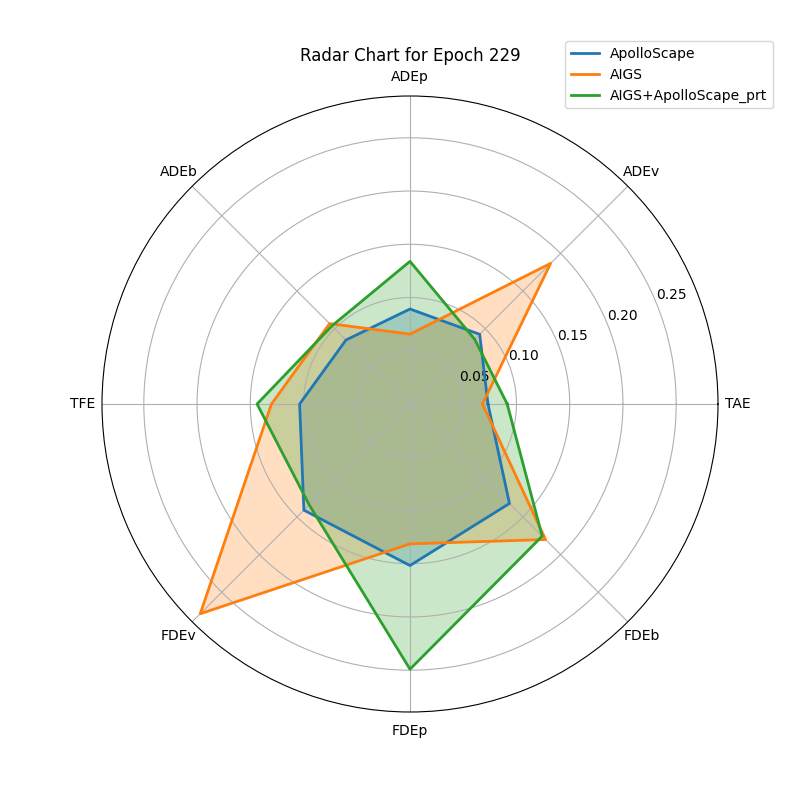 Radar Chart for Epoch 229
ApolloScape
AIGS
AIGS+ApolloScape_prt
ADEp
ADEb
ADEv
0.25
0.20
0.15
0.10
0.05
TFE
TAE
FDEv
FDEb
FDEp